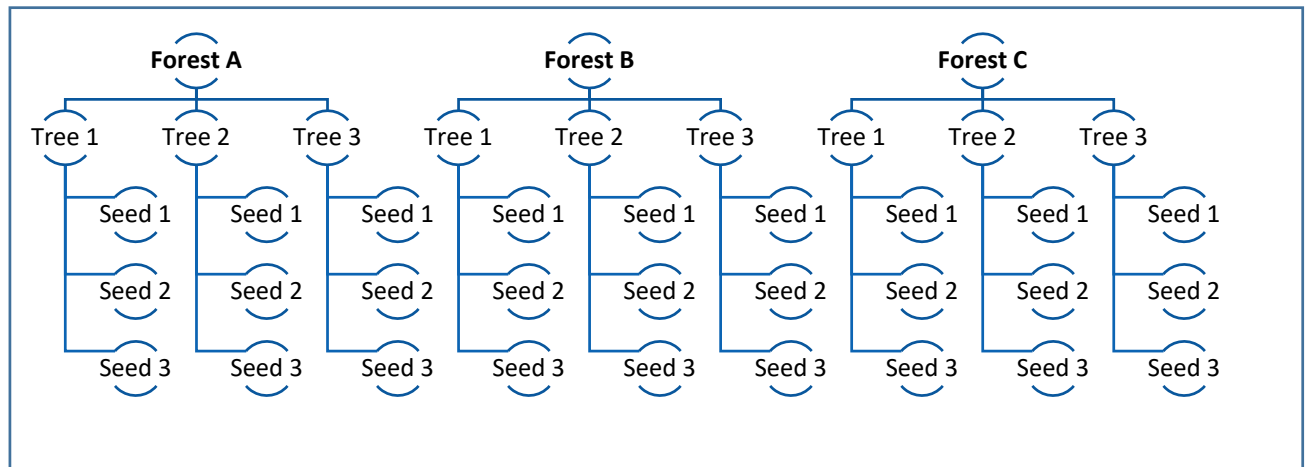 Forest A Forest B Forest C
Tree 1 Tree 2 Tree 3 Tree 1 Tree 2 Tree 3 Tree 1 Tree 2 Tree 3
Seed 1 Seed 1 Seed 1 Seed 1 Seed 1 Seed 1 Seed 1 Seed 1 Seed 1
Seed 2 Seed 2 Seed 2 Seed 2 Seed 2 Seed 2 Seed 2 Seed 2 Seed 2
Seed 3 Seed 3 Seed 3 Seed 3 Seed 3 Seed 3 Seed 3 Seed 3 Seed 3